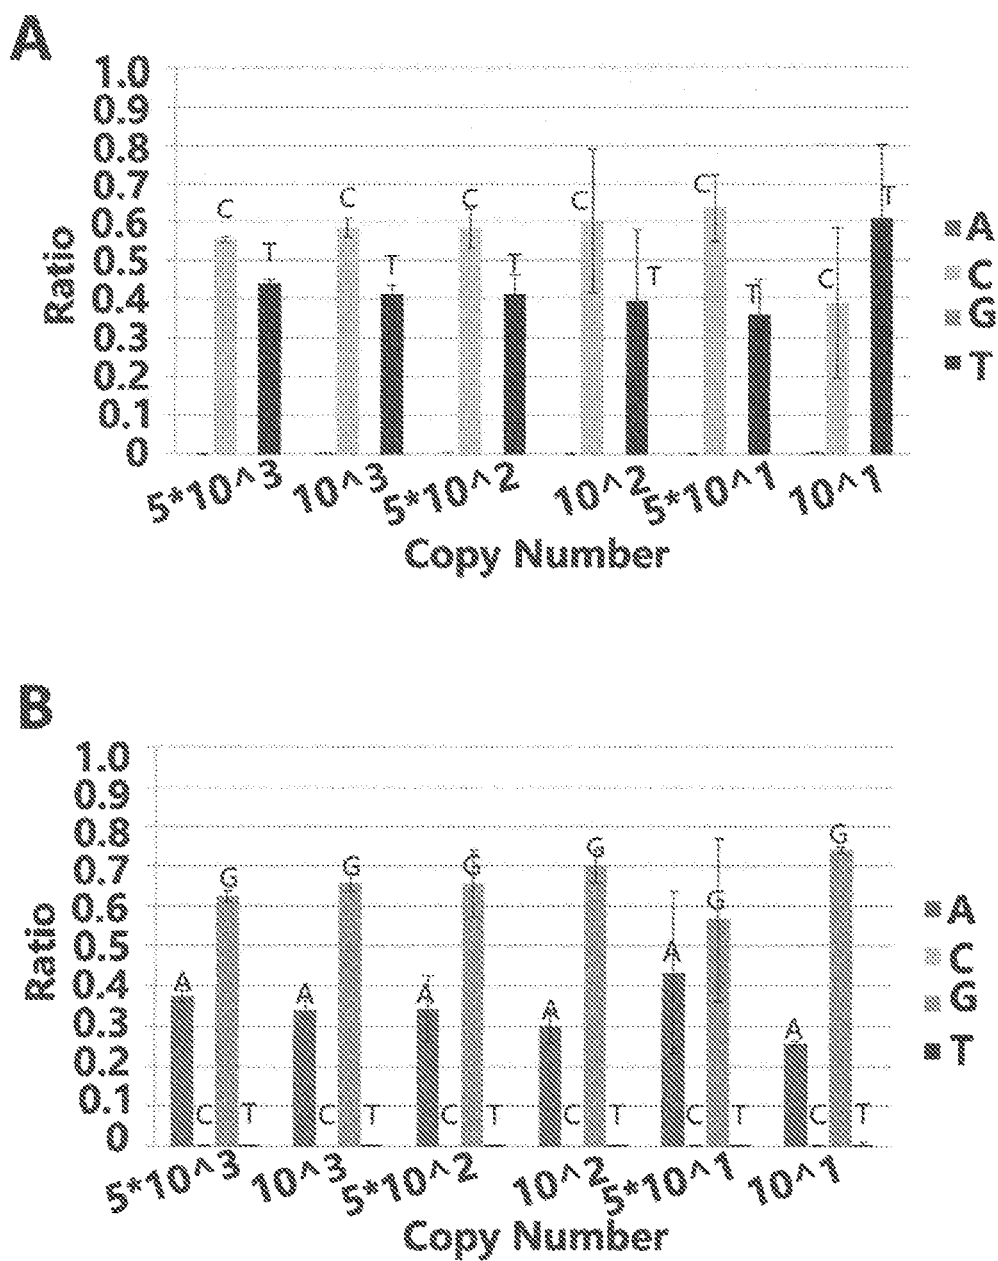 A
1.0
0.9
0.8
0.7
0.6
0.5
0.4
0.3
0.2
0.1
0
Ratio
C T C T C T C T C T C T
5*10^3 10^3 5*10^2 10^2 5*10^1 10^1
Copy Number
A
C
G
T
B
1.0
0.9
0.8
0.7
0.6
0.5
0.4
0.3
0.2
0.1
0
Ratio
A C G T A C G T A C G T A C G T A C G T A C G T
5*10^3 10^3 5*10^2 10^2 5*10^1 10^1
Copy Number
A
C
G
T